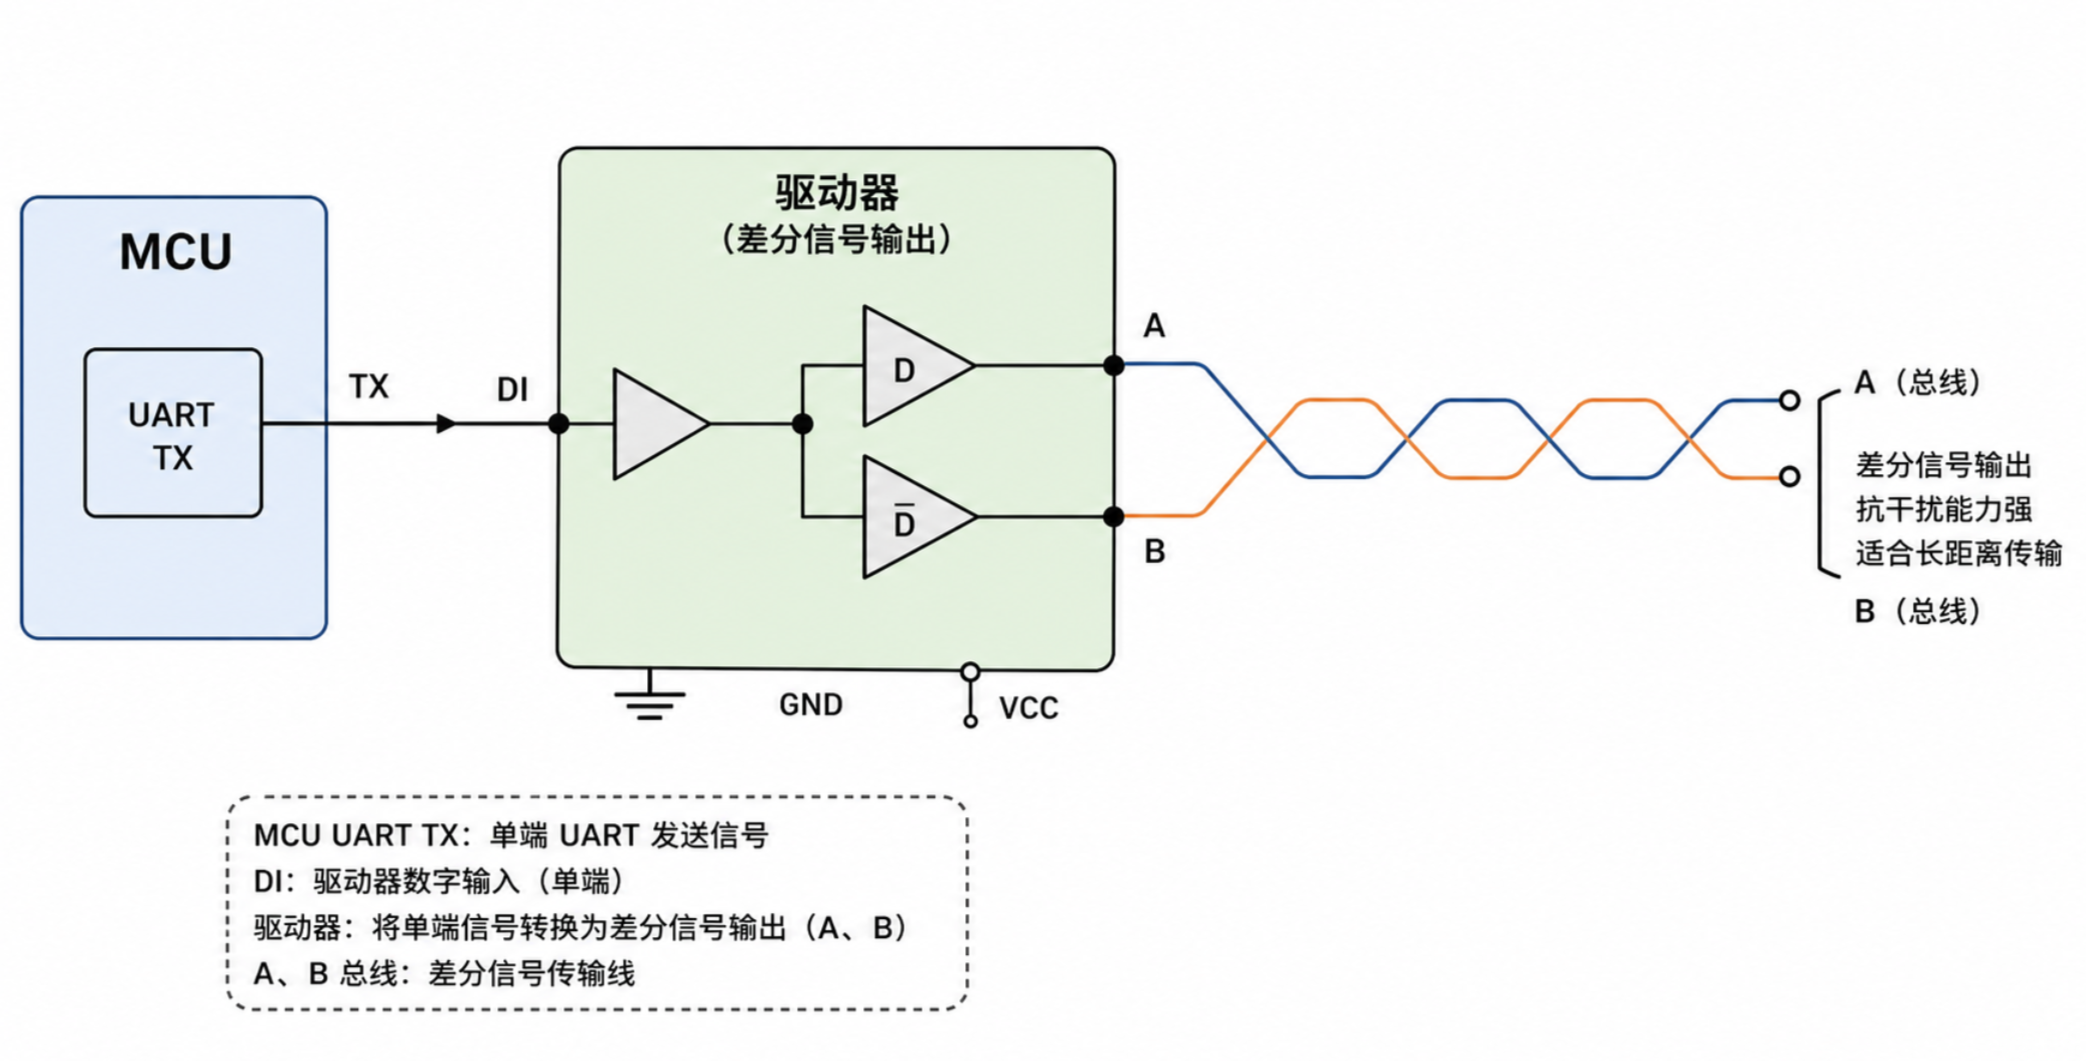 MCU
UART
TX
TX
DI
驱动器
（差分信号输出）
D
D̅
A
B
GND
VCC
A（总线）
差分信号输出
抗干扰能力强
适合长距离传输
B（总线）
MCU UART TX：单端 UART 发送信号
DI：驱动器数字输入（单端）
驱动器：将单端信号转换为差分信号输出（A、B）
A、B 总线：差分信号传输线